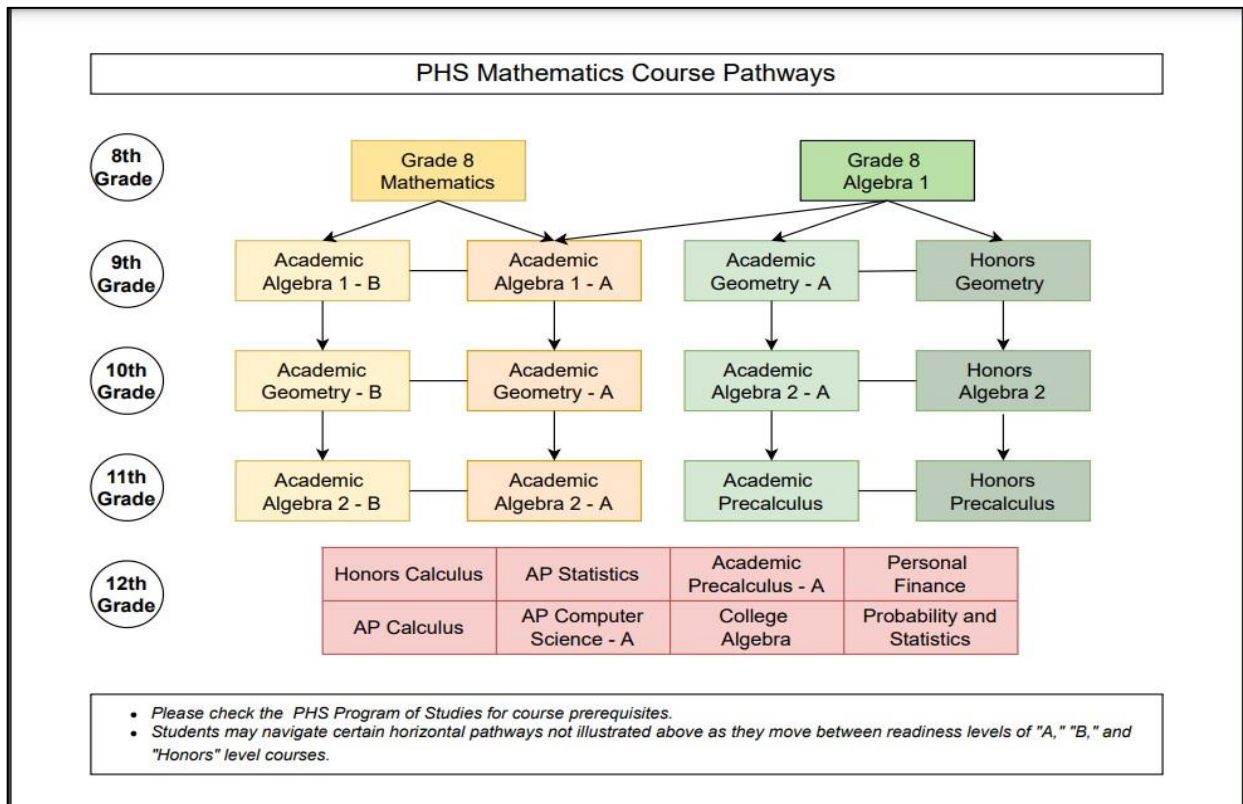 PHS Mathematics Course Pathways
8th
Grade
Grade 8
Mathematics
Grade 8
Algebra 1
9th
Grade
Academic
Algebra 1 - B
Academic
Algebra 1 - A
Academic
Geometry - A
Honors
Geometry
10th
Grade
Academic
Geometry - B
Academic
Geometry - A
Academic
Algebra 2 - A
Honors
Algebra 2
11th
Grade
Academic
Algebra 2 - B
Academic
Algebra 2 - A
Academic
Precalculus
Honors
Precalculus
12th
Grade
Honors Calculus
AP Statistics
Academic
Precalculus - A
Personal
Finance
AP Calculus
AP Computer
Science - A
College
Algebra
Probability and
Statistics
• Please check the PHS Program of Studies for course prerequisites.
• Students may navigate certain horizontal pathways not illustrated above as they move between readiness levels of "A," "B," and
"Honors" level courses.